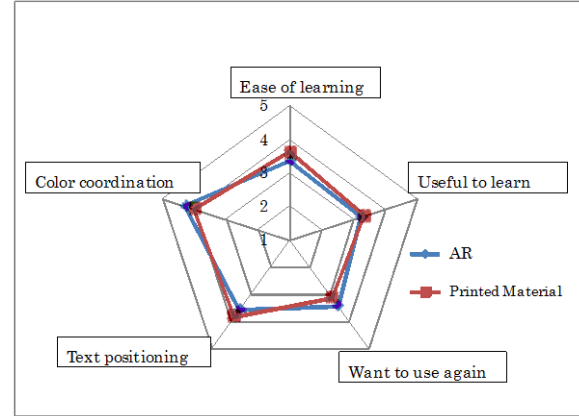 Ease of learning
5
4
3
2
1
Color coordination
Useful to learn
AR
Printed Material
Text positioning
Want to use again